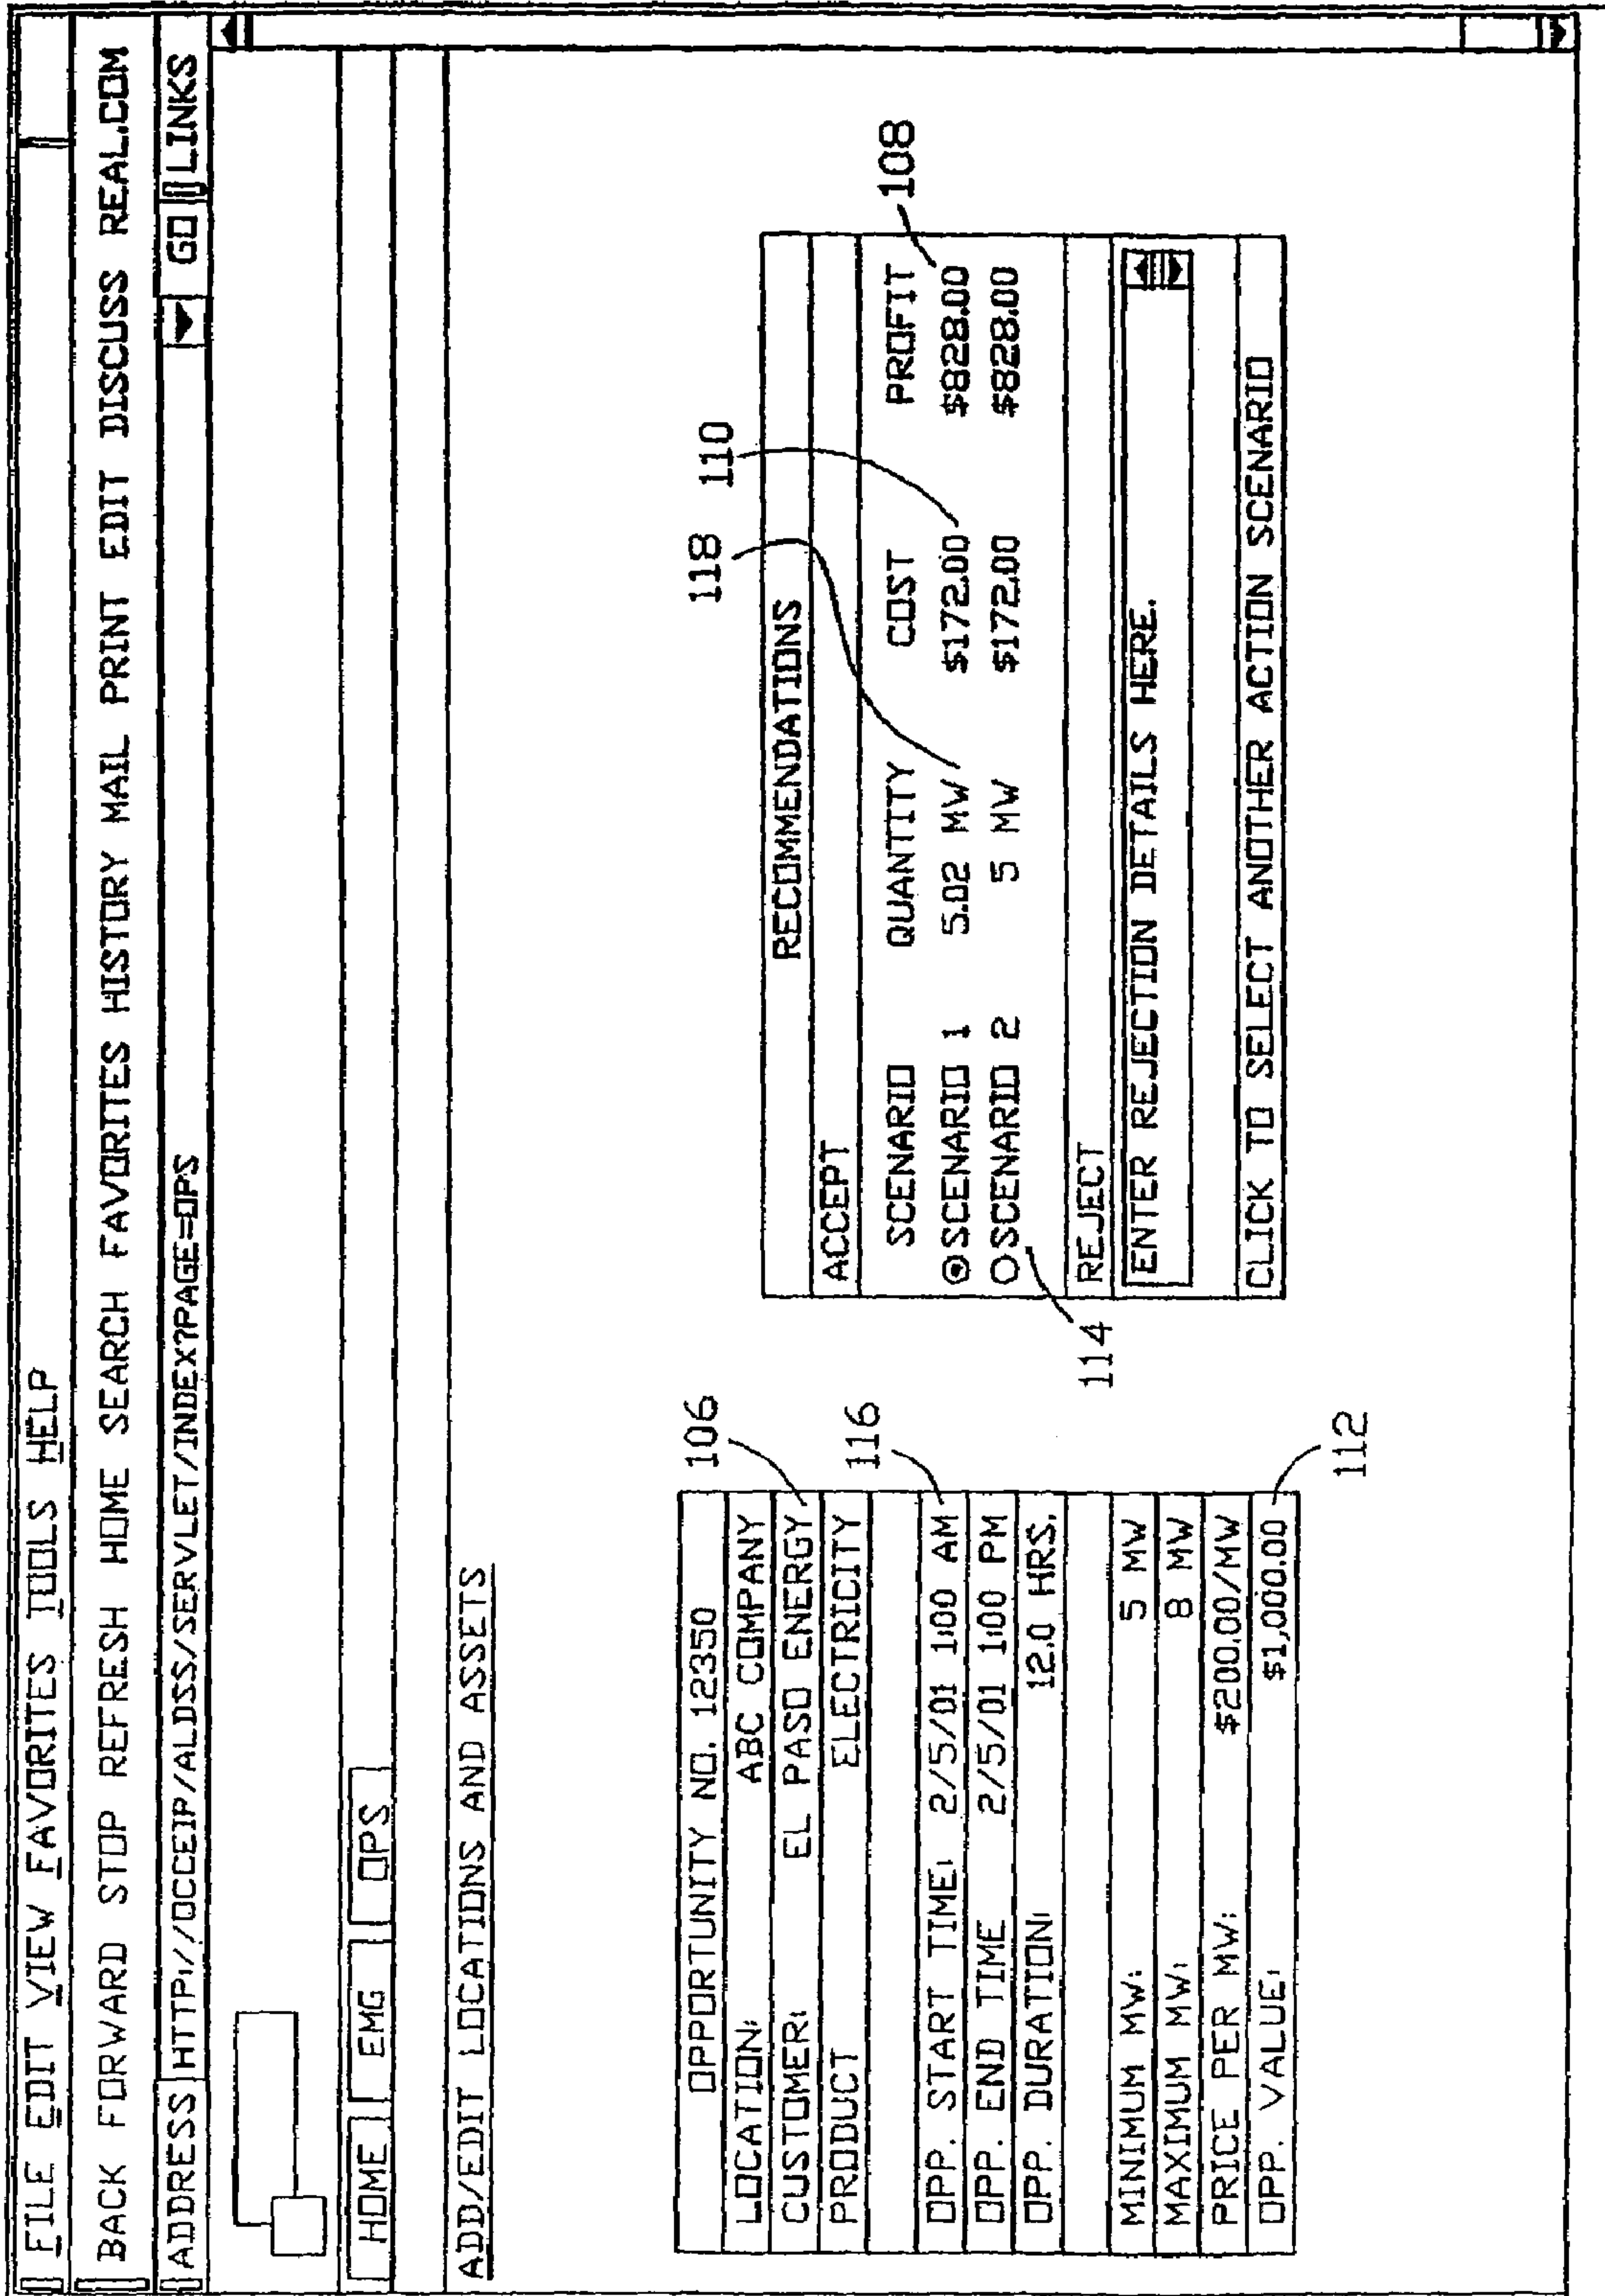 FILE EDIT VIEW FAVORITES TOOLS HELP
BACK FORWARD STOP REFRESH HOME SEARCH FAVORITES HISTORY MAIL PRINT EDIT DISCUSS REAL.COM
ADDRESS HTTP://OCCEIP/ALDSS/SERVLET/INDEX?PAGE=OPS GO LINKS
HOME EMG OPS
ADD/EDIT LOCATIONS AND ASSETS
OPPORTUNITY NO. 12350
LOCATION: ABC COMPANY
CUSTOMER: EL PASO ENERGY
PRODUCT ELECTRICITY
OPP. START TIME: 2/5/01 1:00 AM
OPP. END TIME 2/5/01 1:00 PM
OPP. DURATION: 12.0 HRS.
MINIMUM MW: 5 MW
MAXIMUM MW: 8 MW
PRICE PER MW: $200.00/MW
OPP. VALUE: $1,000.00
106
116
112
118
110
108
114
RECOMMENDATIONS
ACCEPT
SCENARIO QUANTITY COST PROFIT
SCENARIO 1 5.02 MW $172.00 $828.00
SCENARIO 2 5 MW $172.00 $828.00
REJECT
ENTER REJECTION DETAILS HERE.
CLICK TO SELECT ANOTHER ACTION SCENARIO